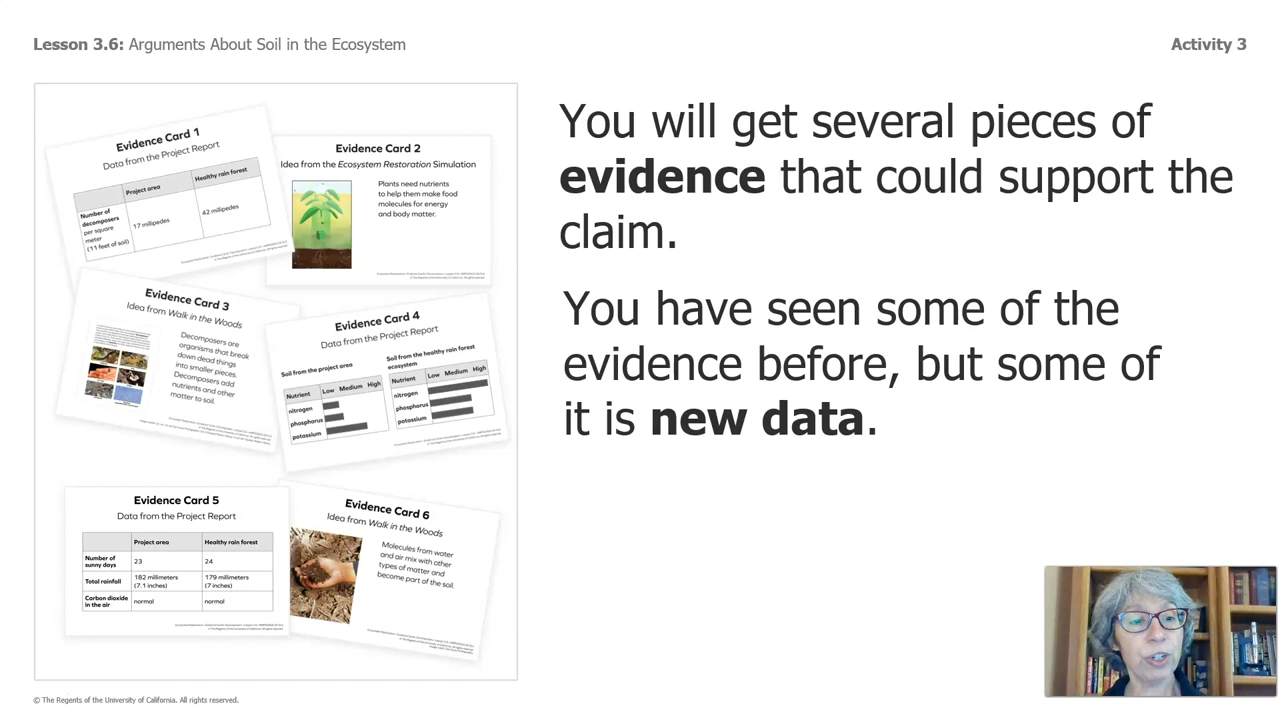 Lesson 3.6: Arguments About Soil in the Ecosystem
Activity 3
Evidence Card 1
Data from the Project Report
Project area
Healthy rain forest
Number of
decomposers
per square
meter
(11 feet of soil)
17 millipedes
42 millipedes
Evidence Card 2
Idea from the Ecosystem Restoration Simulation
Plants need nutrients
to help them make food
molecules for energy
and body matter.
Evidence Card 3
Idea from Walk in the Woods
Decomposers are
organisms that break
down dead things
into smaller pieces.
Decomposers add
nutrients and other
matter to soil.
Evidence Card 4
Data from the Project Report
Soil from the project area
Nutrient Low Medium High
nitrogen
phosphorus
potassium
Soil from the healthy rain forest
ecosystem
Nutrient Low Medium High
nitrogen
phosphorus
potassium
Evidence Card 5
Data from the Project Report
Project area Healthy rain forest
Number of
sunny days
23 24
Total rainfall
182 millimeters
(7.1 inches)
179 millimeters
(7 inches)
Carbon dioxide
in the air
normal normal
Evidence Card 6
Idea from Walk in the Woods
Molecules from water
and air mix with other
types of matter and
become part of the soil.
You will get several pieces of
evidence that could support the
claim.
You have seen some of the
evidence before, but some of
it is new data.
© The Regents of the University of California. All rights reserved.